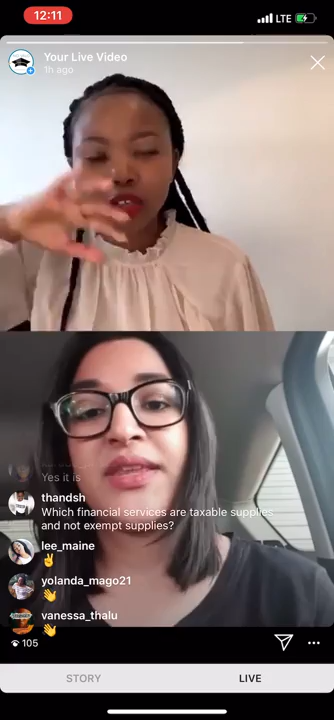 12:11
LTE
Your Live Video
1h ago
Yes it is
thandsh
Which financial services are taxable supplies
and not exempt supplies?
lee_maine
yolanda_mago21
vanessa_thalu
105
STORY
LIVE